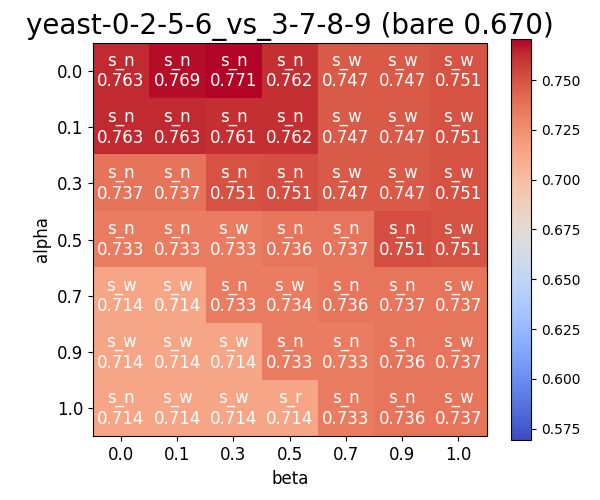 yeast-0-2-5-6_vs_3-7-8-9 (bare 0.670)
alpha
0.0 s_n s_n s_n s_n s_w s_w s_w
0.763 0.769 0.771 0.762 0.747 0.747 0.751
0.1 s_n s_n s_n s_n s_w s_w s_w
0.763 0.763 0.761 0.762 0.747 0.747 0.751
0.3 s_n s_n s_n s_n s_w s_w s_w
0.737 0.737 0.751 0.751 0.747 0.747 0.751
0.5 s_n s_n s_n s_n s_n s_n s_w
0.733 0.733 0.733 0.736 0.737 0.751 0.751
0.7 s_w s_w s_n s_w s_n s_n s_w
0.714 0.714 0.733 0.734 0.736 0.737 0.737
0.9 s_w s_w s_w s_n s_n s_n s_w
0.714 0.714 0.714 0.733 0.733 0.736 0.737
1.0 s_n s_w s_w s_r s_n s_n s_w
0.714 0.714 0.714 0.714 0.733 0.736 0.737
0.0 0.1 0.3 0.5 0.7 0.9 1.0
beta
0.750
0.725
0.700
0.675
0.650
0.625
0.600
0.575